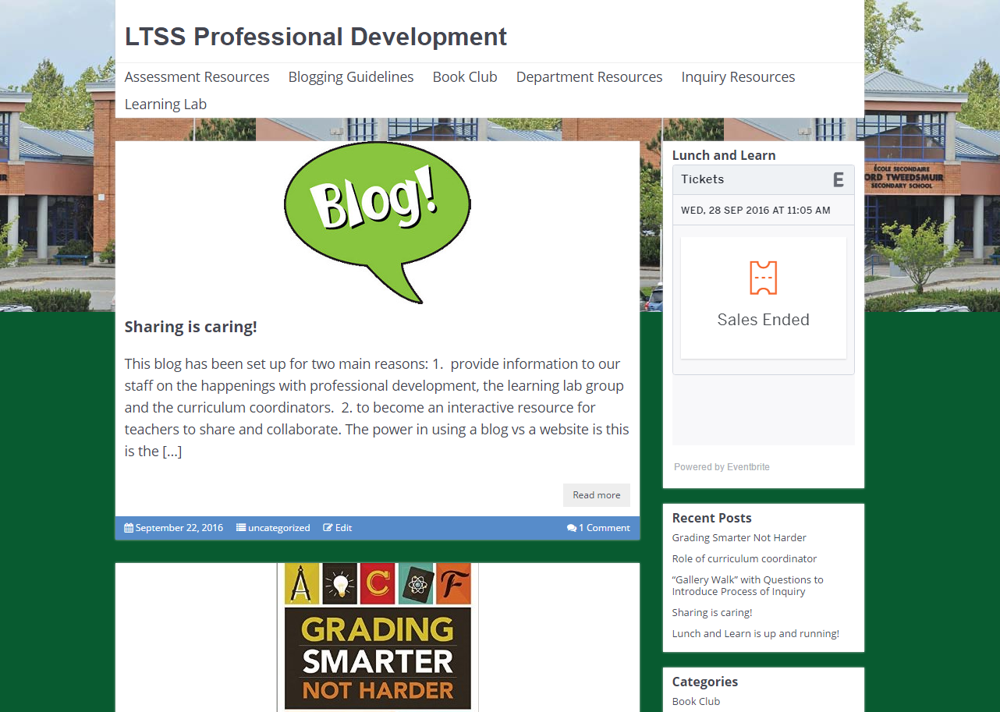 LTSS Professional Development
Assessment Resources Blogging Guidelines Book Club Department Resources Inquiry Resources
Learning Lab
Blog!
Sharing is caring!
This blog has been set up for two main reasons: 1.  provide information to our
staff on the happenings with professional development, the learning lab group
and the curriculum coordinators.  2. to become an interactive resource for
teachers to share and collaborate. The power in using a blog vs a website is this
is the […]
Read more
September 22, 2016 uncategorized Edit 1 Comment
A C F
GRADING
SMARTER
NOT HARDER
Lunch and Learn
Tickets E
WED, 28 SEP 2016 AT 11:05 AM
Sales Ended
Powered by Eventbrite
Recent Posts
Grading Smarter Not Harder
Role of curriculum coordinator
“Gallery Walk” with Questions to
Introduce Process of Inquiry
Sharing is caring!
Lunch and Learn is up and running!
Categories
Book Club
ÉCOLE SECONDAIRE
ORD TWEEDSMUIR
SECONDARY SCHOOL